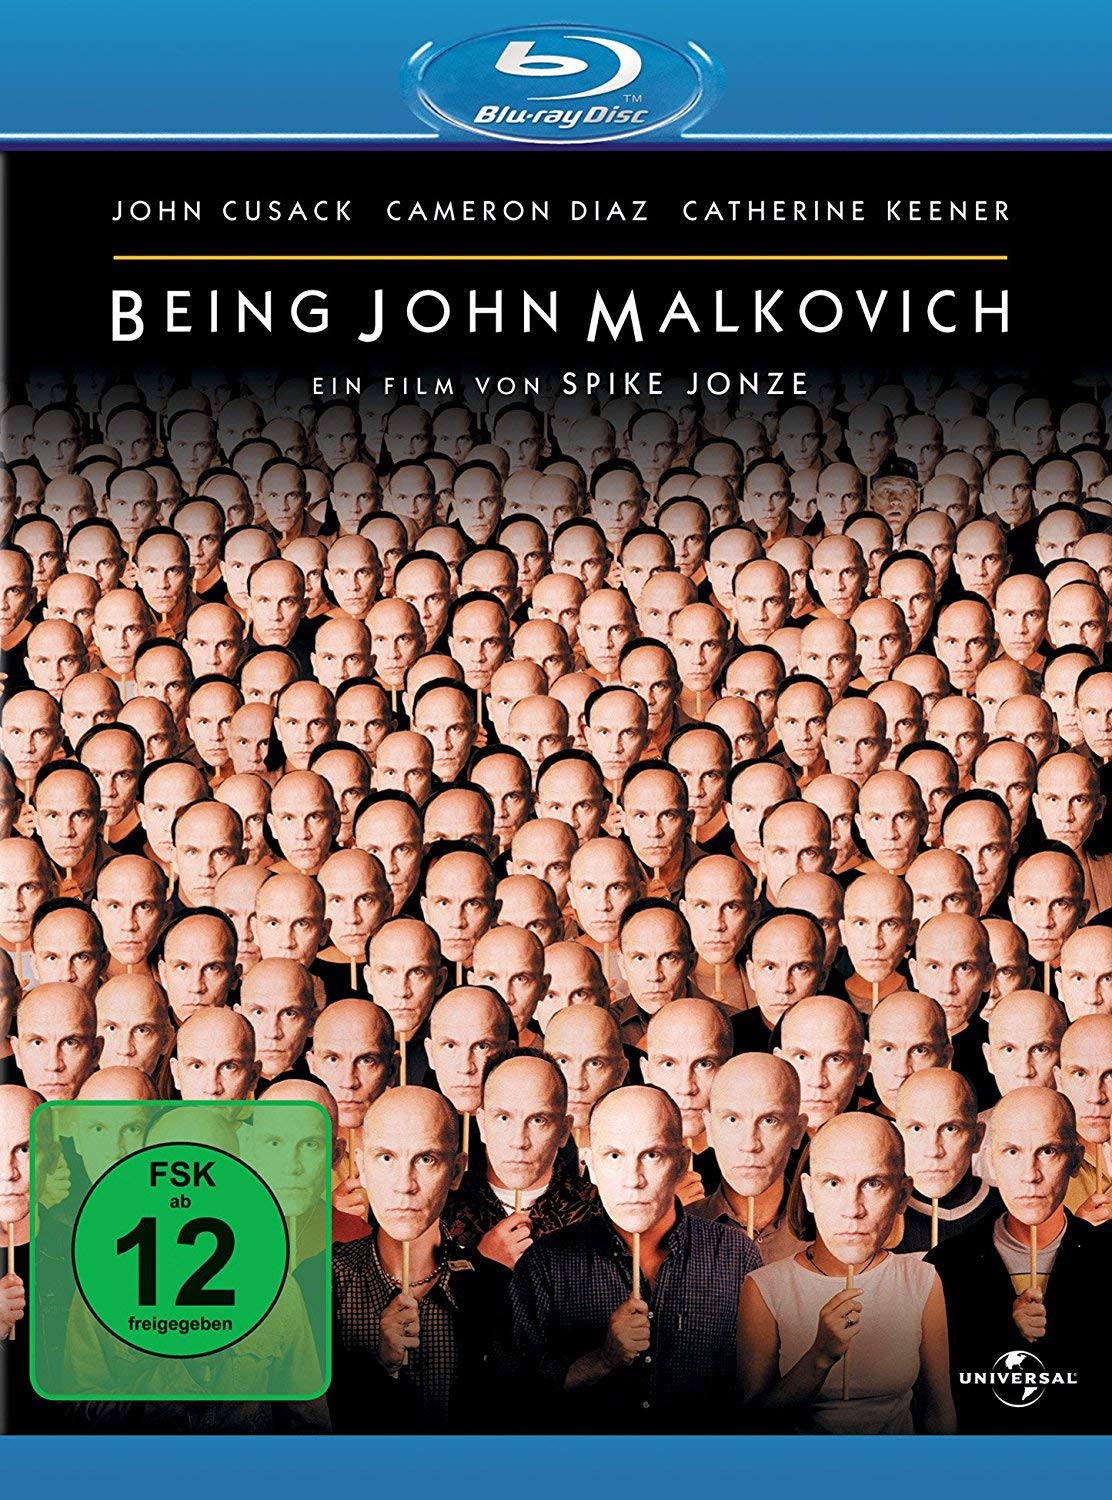 Blu-ray Disc™
JOHN CUSACK CAMERON DIAZ CATHERINE KEENER
BEING JOHN MALKOVICH
EIN FILM VON SPIKE JONZE
FSK
ab
12
freigegeben
UNIVERSAL